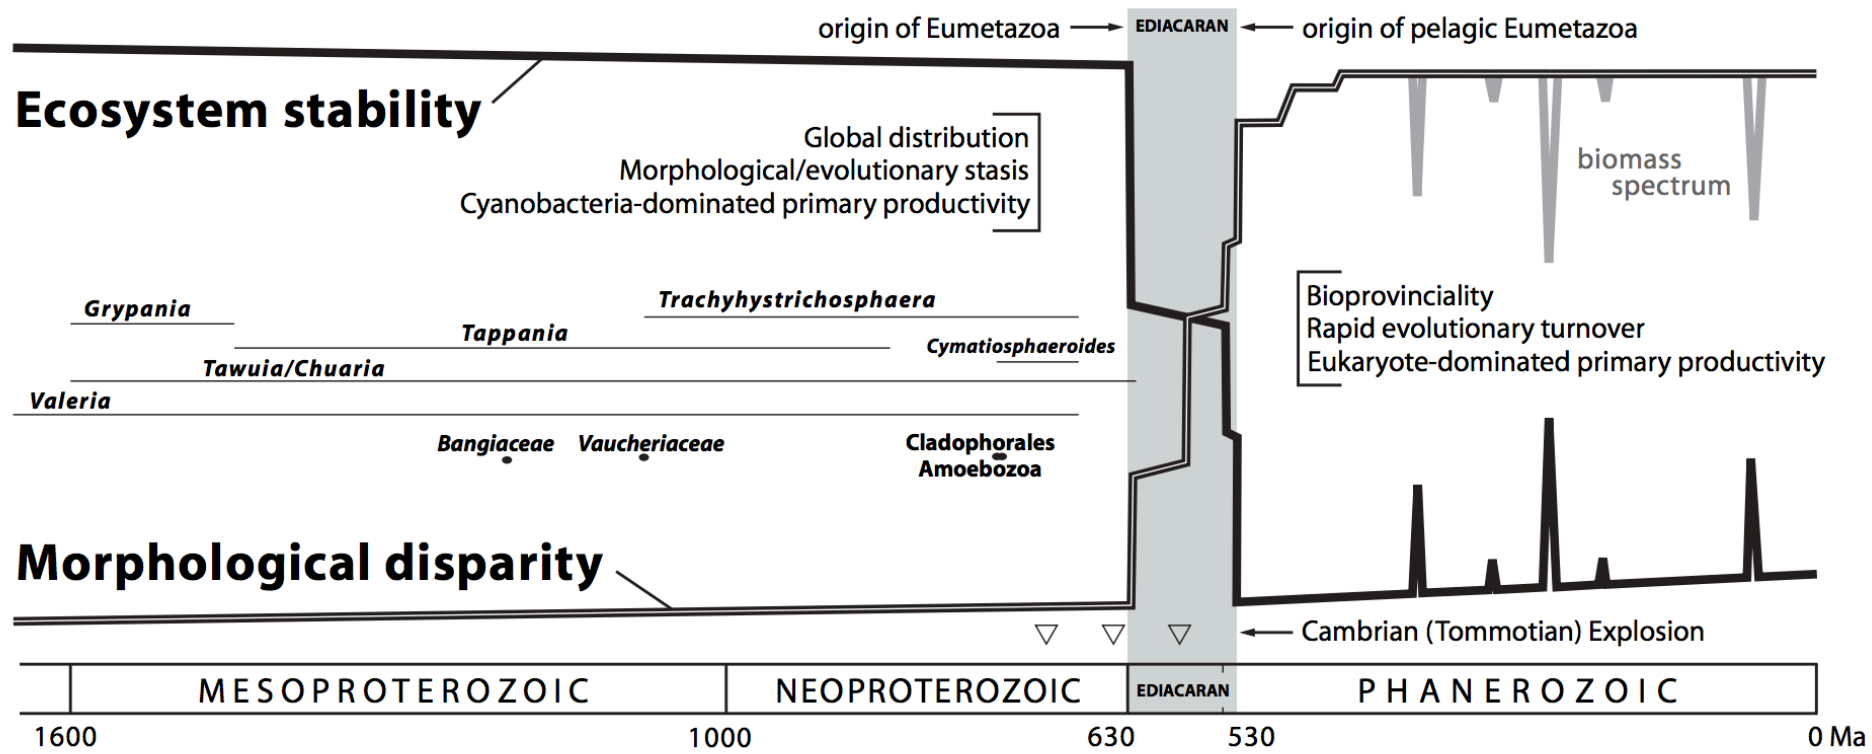 origin of Eumetazoa
EDIACARAN
origin of pelagic Eumetazoa
Ecosystem stability
Global distribution
Morphological/evolutionary stasis
Cyanobacteria-dominated primary productivity
biomass
spectrum
Bioprovinciality
Rapid evolutionary turnover
Eukaryote-dominated primary productivity
Grypania
Trachyhystrichosphaera
Tappania
Cymatiosphaeroides
Tawuia/Chuaria
Valeria
Bangiaceae
Vaucheriaceae
Cladophorales
Amoebozoa
Morphological disparity
Cambrian (Tommotian) Explosion
MESOPROTEROZOIC
NEOPROTEROZOIC
EDIACARAN
PHANEROZOIC
1600
1000
630
530
0 Ma